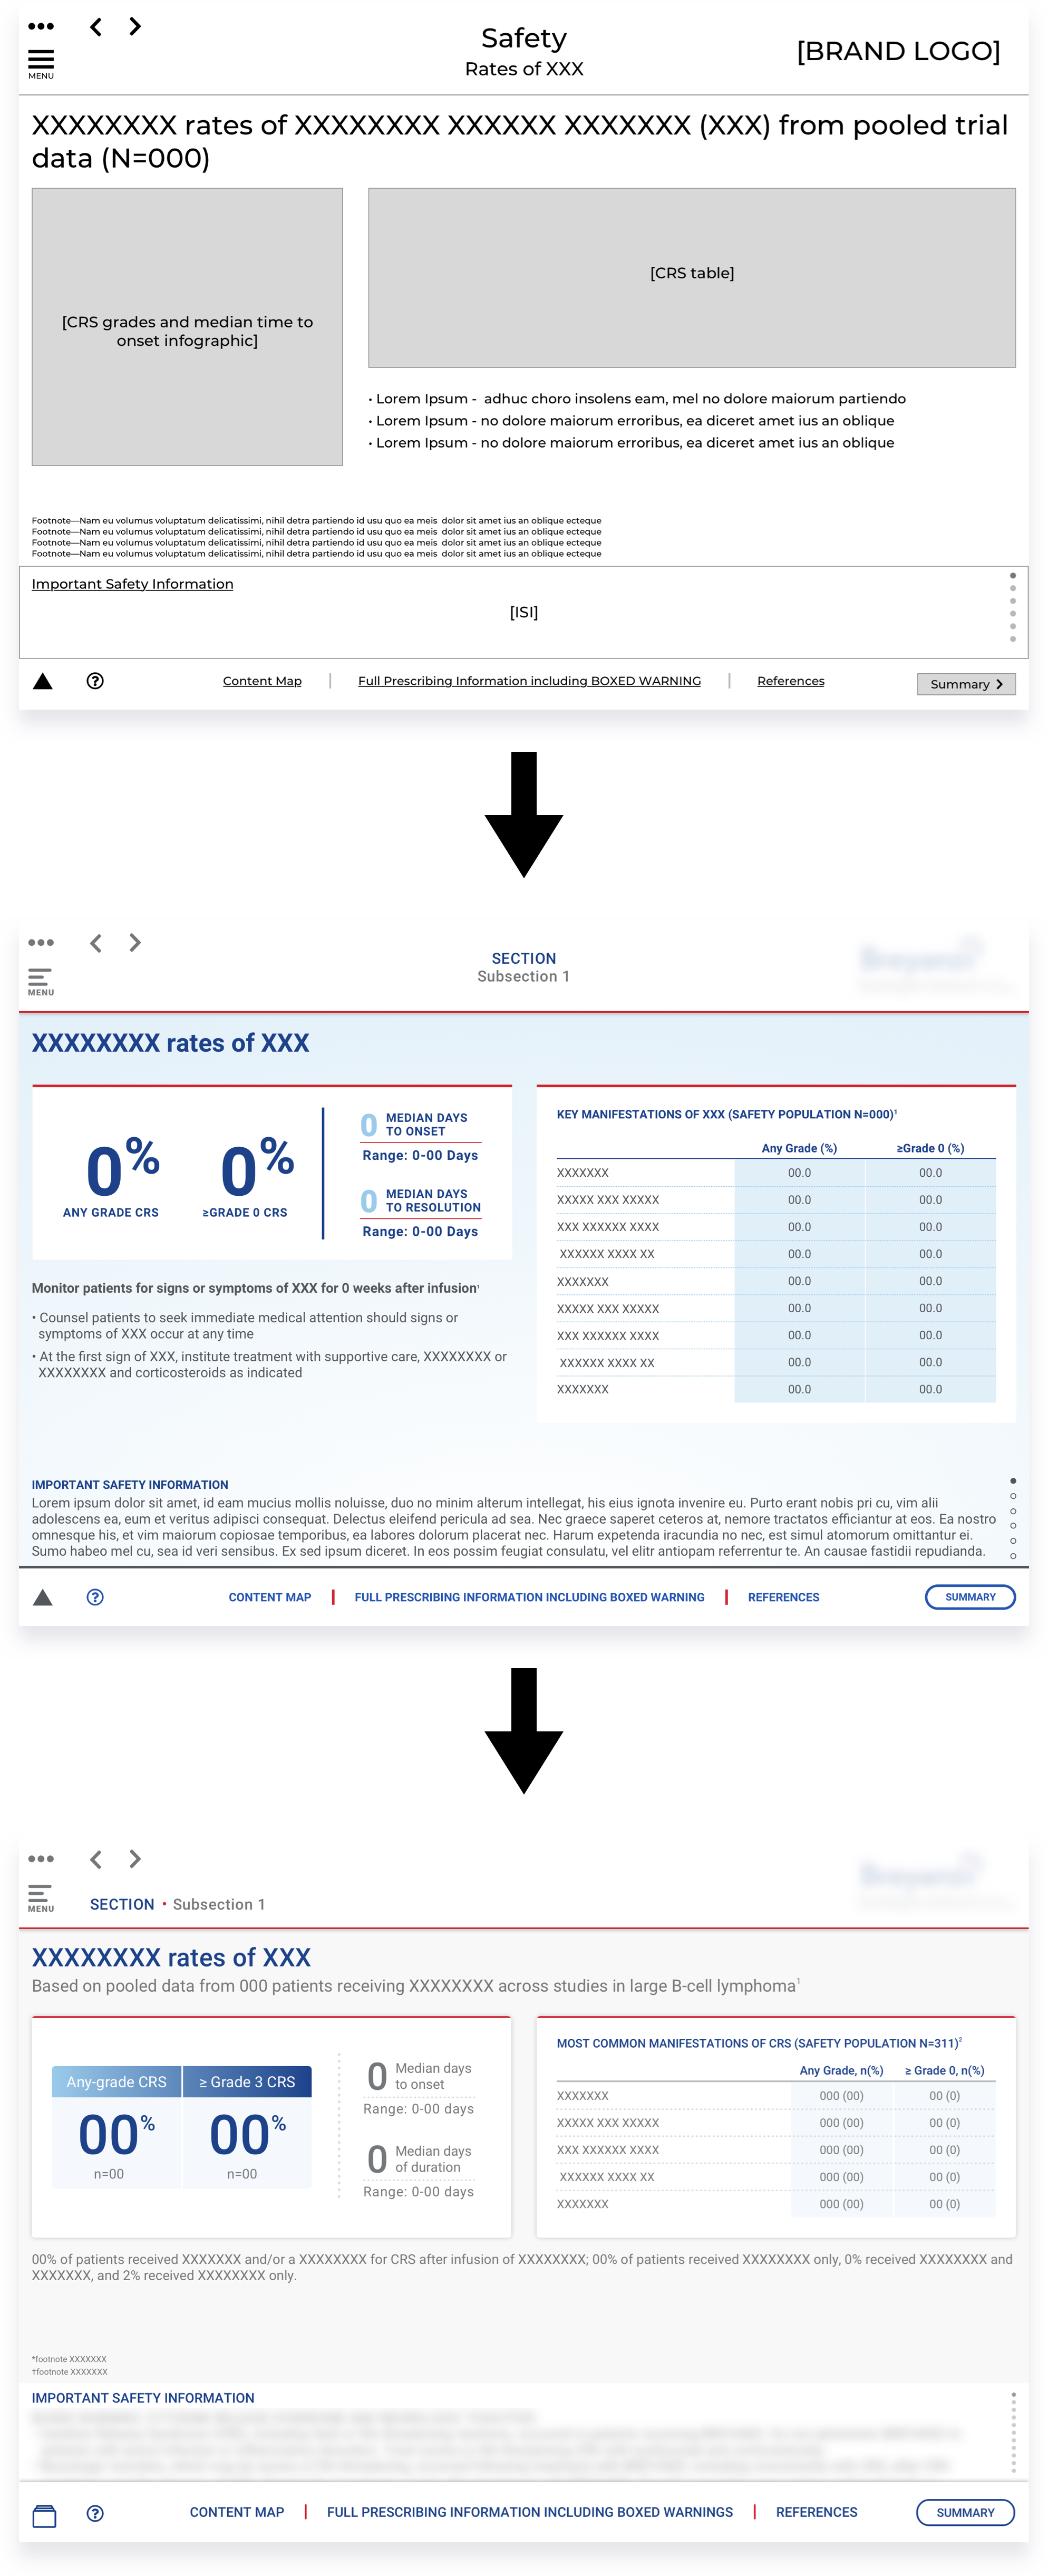 MENU
Safety
Rates of XXX
[BRAND LOGO]
XXXXXXXX rates of XXXXXXXX XXXXXX XXXXXXX (XXX) from pooled trial
data (N=000)
[CRS grades and median time to
onset infographic]
[CRS table]
• Lorem Ipsum - adhuc choro insolens eam, mel no dolore maiorum partiendo
• Lorem Ipsum - no dolore maiorum erroribus, ea diceret amet ius an oblique
• Lorem Ipsum - no dolore maiorum erroribus, ea diceret amet ius an oblique
Footnote—Nam eu volumus voluptatum delicatissimi, nihil detra partiendo id usu quo ea meis dolor sit amet ius an oblique ecteque
Footnote—Nam eu volumus voluptatum delicatissimi, nihil detra partiendo id usu quo ea meis dolor sit amet ius an oblique ecteque
Footnote—Nam eu volumus voluptatum delicatissimi, nihil detra partiendo id usu quo ea meis dolor sit amet ius an oblique ecteque
Footnote—Nam eu volumus voluptatum delicatissimi, nihil detra partiendo id usu quo ea meis dolor sit amet ius an oblique ecteque
Important Safety Information
[ISI]
? Content Map | Full Prescribing Information including BOXED WARNING | References Summary >
MENU
SECTION
Subsection 1
Breyanzi
XXXXXXXX rates of XXX
0% ANY GRADE CRS
0% ≥GRADE 0 CRS
0 MEDIAN DAYS
TO ONSET
Range: 0-00 Days
0 MEDIAN DAYS
TO RESOLUTION
Range: 0-00 Days
Monitor patients for signs or symptoms of XXX for 0 weeks after infusion¹
• Counsel patients to seek immediate medical attention should signs or
symptoms of XXX occur at any time
• At the first sign of XXX, institute treatment with supportive care, XXXXXXXX or
XXXXXXXX and corticosteroids as indicated
KEY MANIFESTATIONS OF XXX (SAFETY POPULATION N=000)¹
Any Grade (%) ≥Grade 0 (%)
XXXXXXX 00.0 00.0
XXXXX XXX XXXXX 00.0 00.0
XXX XXXXXX XXXX 00.0 00.0
XXXXXX XXXX XX 00.0 00.0
XXXXXXX 00.0 00.0
XXXXX XXX XXXXX 00.0 00.0
XXX XXXXXX XXXX 00.0 00.0
XXXXXX XXXX XX 00.0 00.0
XXXXXXX 00.0 00.0
IMPORTANT SAFETY INFORMATION
Lorem ipsum dolor sit amet, id eam mucius mollis noluisse, duo no minim alterum intellegat, his eius ignota invenire eu. Purto erant nobis pri cu, vim alii
adolescens ea, eum et veritus adipisci consequat. Delectus eleifend pericula ad sea. Nec graece saperet ceteros at, nemore tractatos efficiantur at eos. Ea nostro
omnesque his, et vim maiorum copiosae temporibus, ea labores dolorum placerat nec. Harum expetenda iracundia no nec, est simul atomorum omittantur ei.
Sumo habeo mel cu, sea id veri sensibus. Ex sed ipsum diceret. In eos possim feugiat consulatu, vel elitr antiopam referrentur te. An causae fastidii repudianda.
? CONTENT MAP | FULL PRESCRIBING INFORMATION INCLUDING BOXED WARNING | REFERENCES SUMMARY
MENU
SECTION • Subsection 1
Breyanzi
XXXXXXXX rates of XXX
Based on pooled data from 000 patients receiving XXXXXXXX across studies in large B-cell lymphoma¹
Any-grade CRS ≥ Grade 3 CRS
00% 00%
n=00 n=00
0 Median days
to onset
Range: 0-00 days
0 Median days
of duration
Range: 0-00 days
MOST COMMON MANIFESTATIONS OF CRS (SAFETY POPULATION N=311)²
Any Grade, n(%) ≥ Grade 0, n(%)
XXXXXXX 000 (00) 00 (0)
XXXXX XXX XXXXX 000 (00) 00 (0)
XXX XXXXXX XXXX 000 (00) 00 (0)
XXXXXX XXXX XX 000 (00) 00 (0)
XXXXXXX 000 (00) 00 (0)
00% of patients received XXXXXXX and/or a XXXXXXXX for CRS after infusion of XXXXXXXX; 00% of patients received XXXXXXXX only, 0% received XXXXXXXX and
XXXXXXX, and 2% received XXXXXXXX only.
*footnote XXXXXXX
†footnote XXXXXXX
IMPORTANT SAFETY INFORMATION
? CONTENT MAP | FULL PRESCRIBING INFORMATION INCLUDING BOXED WARNINGS | REFERENCES SUMMARY